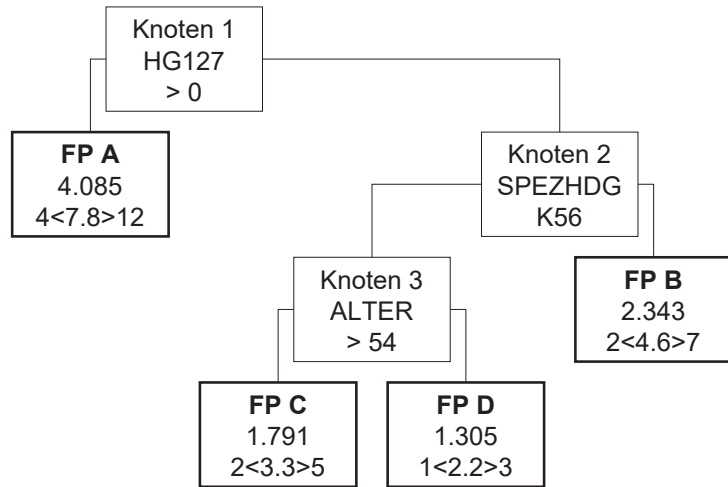 Knoten 1
HG127
> 0
FP A
4.085
4<7.8>12
Knoten 2
SPEZHDG
K56
Knoten 3
ALTER
> 54
FP B
2.343
2<4.6>7
FP C
1.791
2<3.3>5
FP D
1.305
1<2.2>3